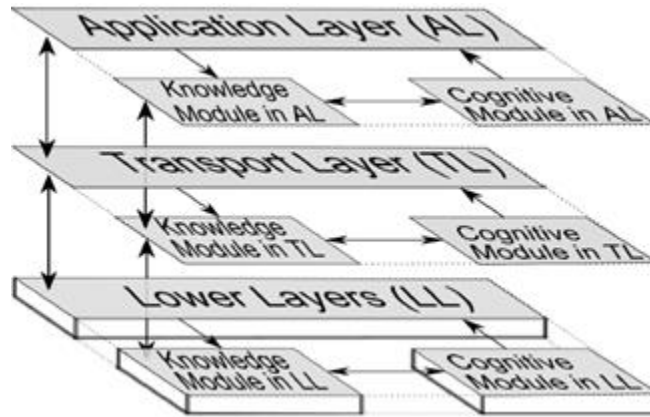 Application Layer (AL)
Knowledge
Module in AL
Cognitive
Module in AL
Transport Layer (TL)
Knowledge
Module in TL
Cognitive
Module in TL
Lower Layers (LL)
Knowledge
Module in LL
Cognitive
Module in LL